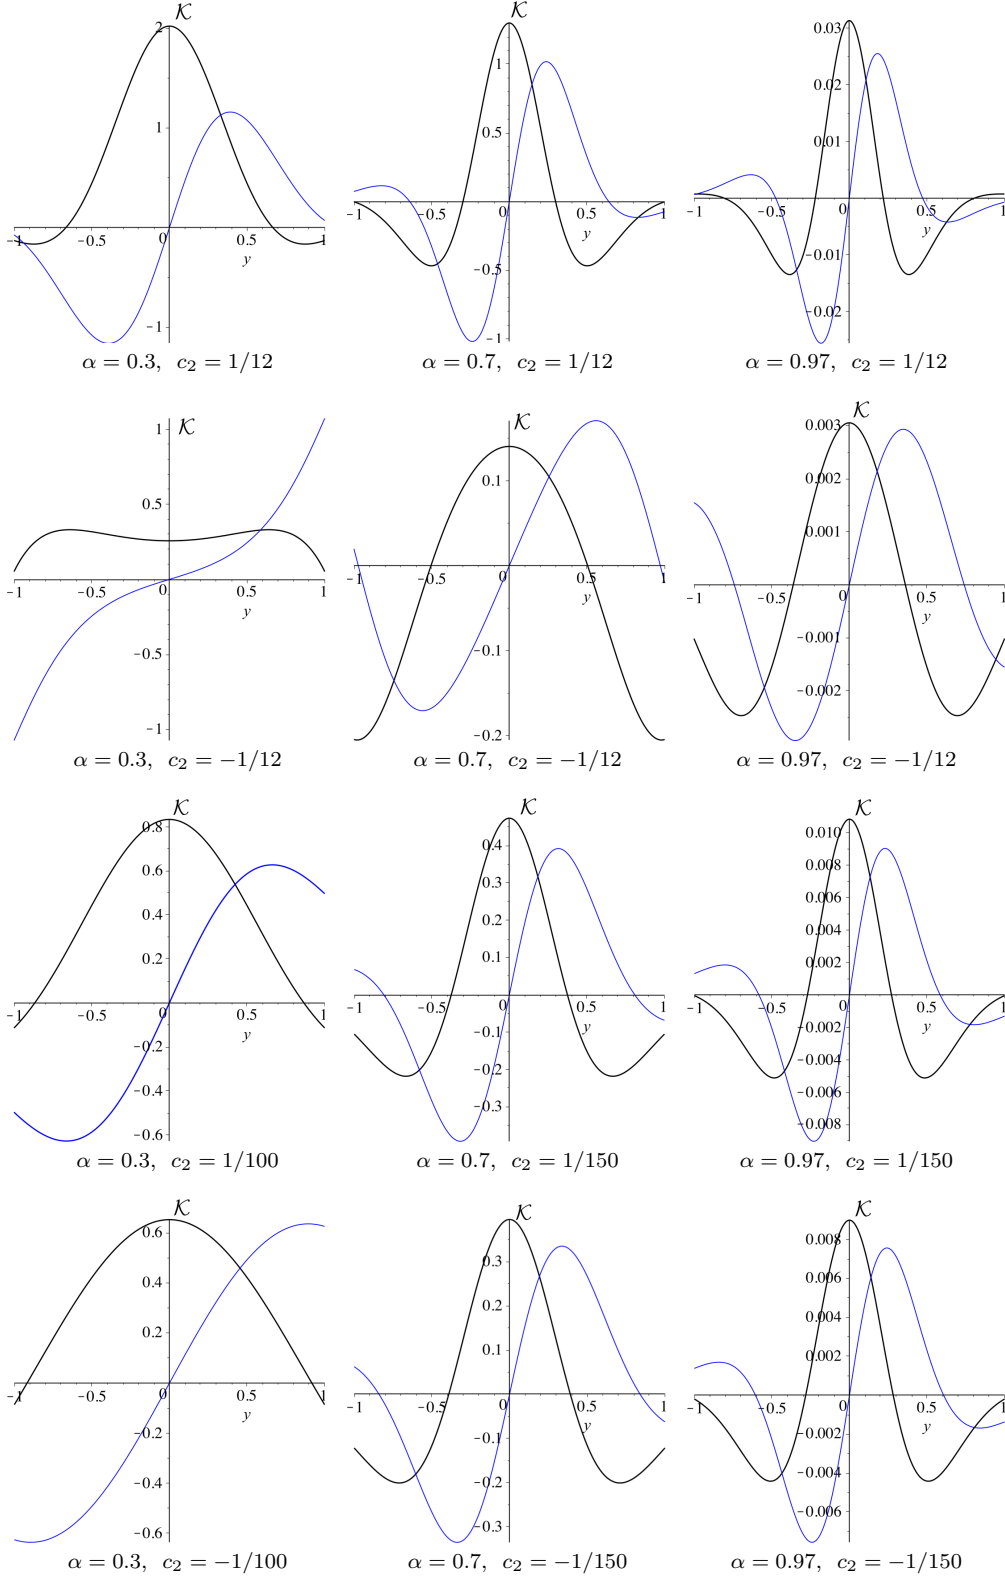 𝒦 𝒦 𝒦
2 1 −1 −1 −0.5 0 0.5 1 y
1 0.5 −0.5 −1 −1 −0.5 0 0.5 1 y
0.03 0.02 0.01 −0.01 −0.02 −1 −0.5 0 0.5 1 y
α = 0.3, c₂ = 1/12 α = 0.7, c₂ = 1/12 α = 0.97, c₂ = 1/12
𝒦 𝒦 𝒦
1 0.5 −0.5 −1 −1 −0.5 0 0.5 1 y
0.1 −0.1 −0.2 −1 −0.5 0 0.5 1 y
0.003 0.002 0.001 −0.001 −0.002 −1 −0.5 0 0.5 1 y
α = 0.3, c₂ = −1/12 α = 0.7, c₂ = −1/12 α = 0.97, c₂ = −1/12
𝒦 𝒦 𝒦
0.8 0.6 0.4 0.2 −0.2 −0.4 −0.6 −1 −0.5 0 0.5 1 y
0.4 0.3 0.2 0.1 −0.1 −0.2 −0.3 −1 −0.5 0 0.5 1 y
0.010 0.008 0.006 0.004 0.002 −0.002 −0.004 −0.006 −0.008 −1 −0.5 0 0.5 1 y
α = 0.3, c₂ = 1/100 α = 0.7, c₂ = 1/150 α = 0.97, c₂ = 1/150
𝒦 𝒦 𝒦
0.6 0.4 0.2 −0.2 −0.4 −0.6 −1 −0.5 0 0.5 1 y
0.3 0.2 0.1 −0.1 −0.2 −0.3 −1 −0.5 0 0.5 1 y
0.008 0.006 0.004 0.002 −0.002 −0.004 −0.006 −1 −0.5 0 0.5 1 y
α = 0.3, c₂ = −1/100 α = 0.7, c₂ = −1/150 α = 0.97, c₂ = −1/150